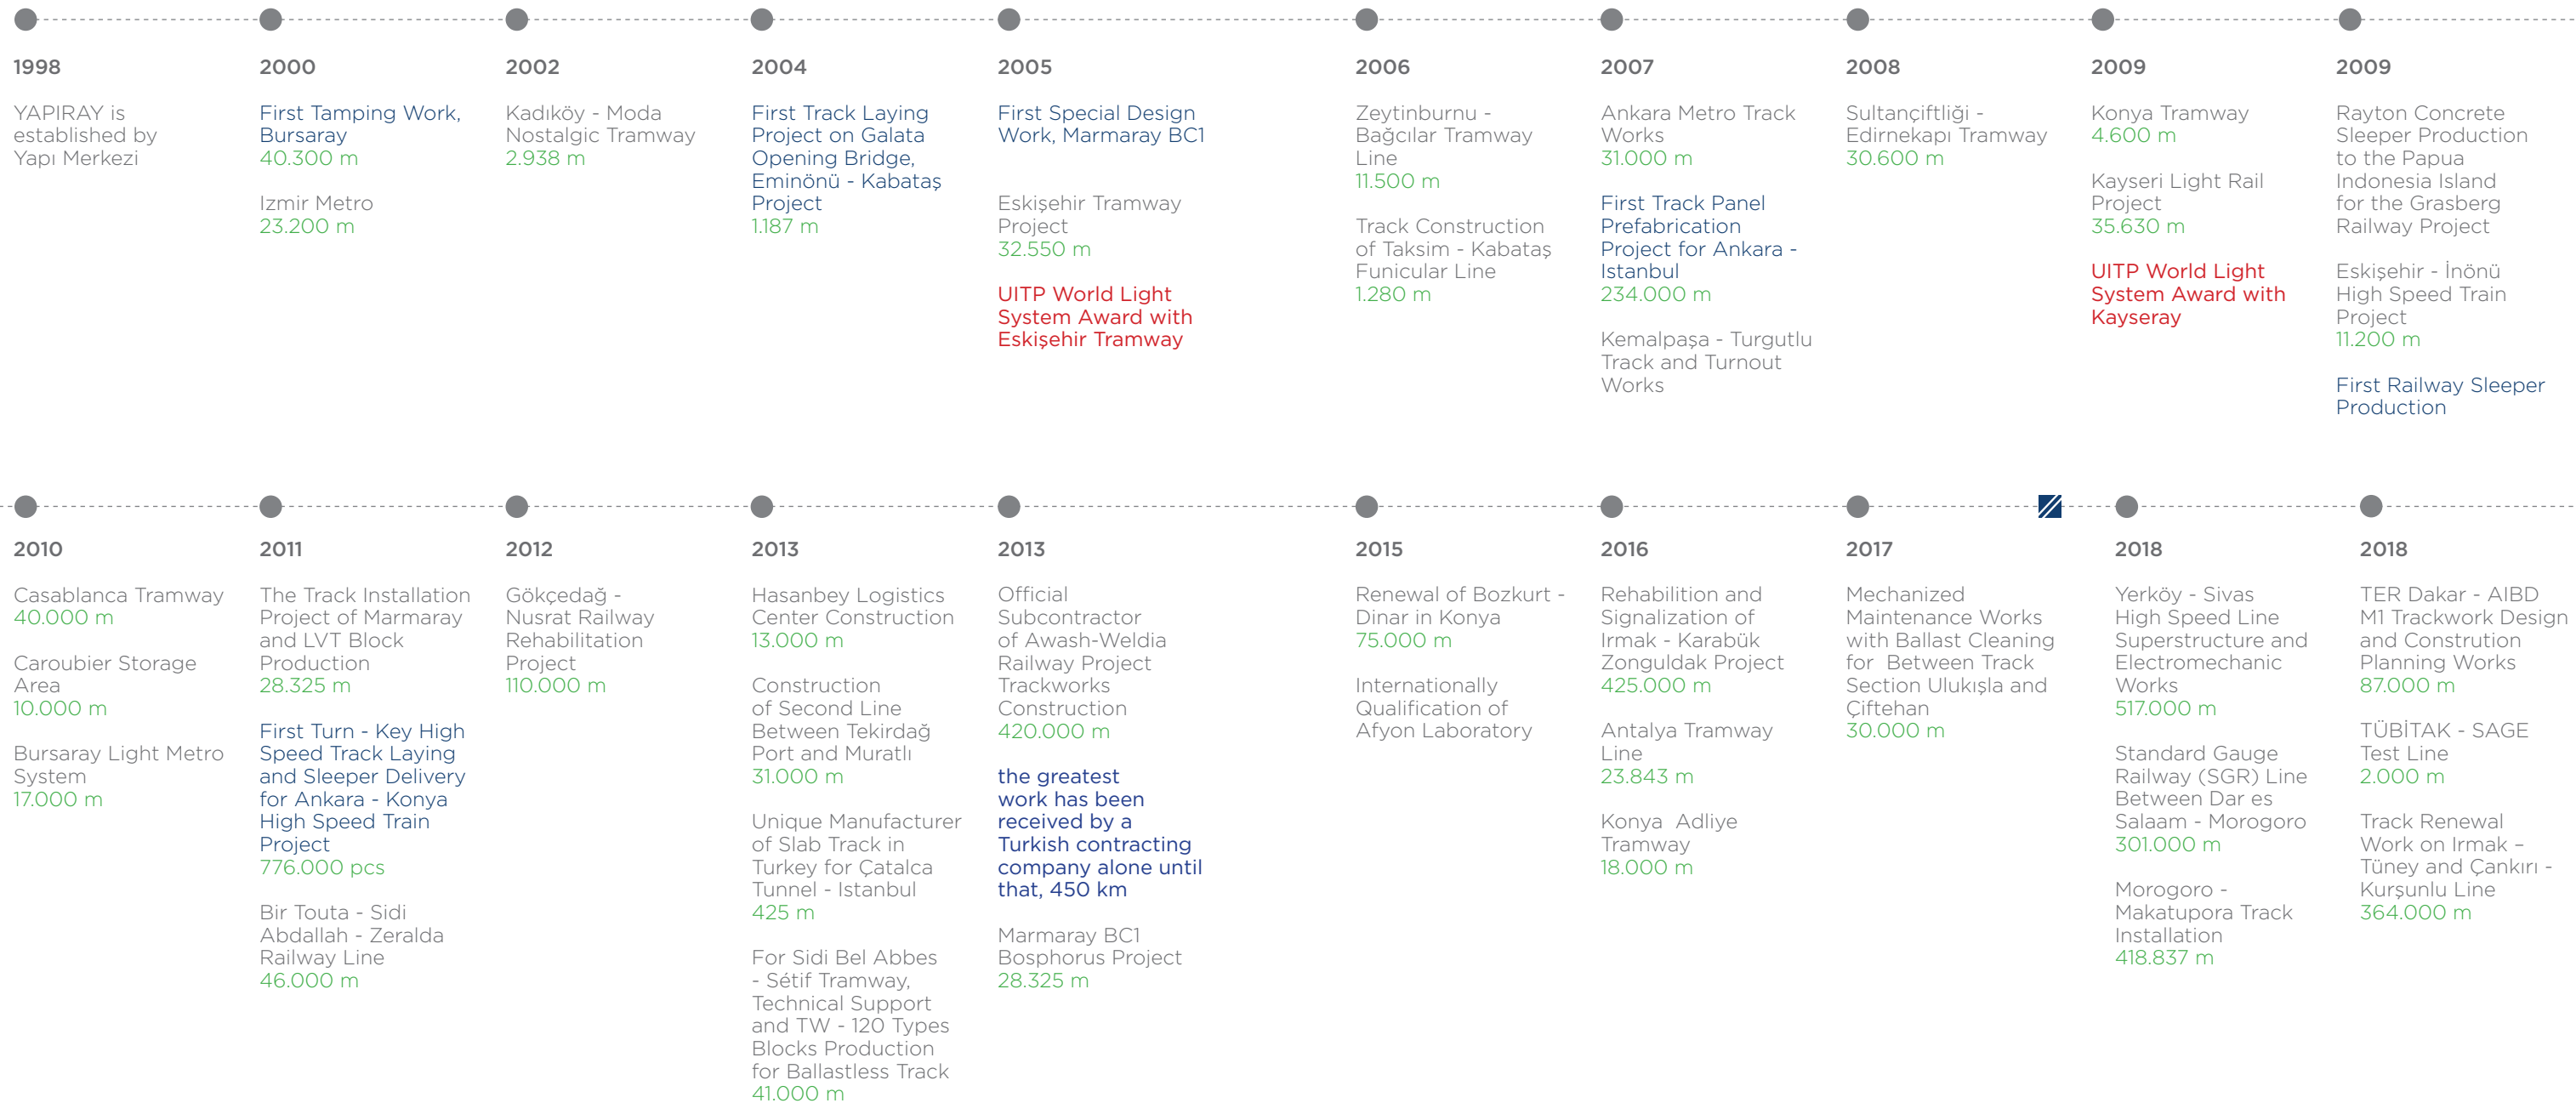 1998
YAPIRAY is
established by
Yapı Merkezi
2000
First Tamping Work,
Bursaray
40.300 m
Izmir Metro
23.200 m
2002
Kadıköy - Moda
Nostalgic Tramway
2.938 m
2004
First Track Laying
Project on Galata
Opening Bridge,
Eminönü - Kabataş
Project
1.187 m
2005
First Special Design
Work, Marmaray BC1
Eskişehir Tramway
Project
32.550 m
UITP World Light
System Award with
Eskişehir Tramway
2006
Zeytinburnu -
Bağcılar Tramway
Line
11.500 m
Track Construction
of Taksim - Kabataş
Funicular Line
1.280 m
2007
Ankara Metro Track
Works
31.000 m
First Track Panel
Prefabrication
Project for Ankara -
Istanbul
234.000 m
Kemalpaşa - Turgutlu
Track and Turnout
Works
2008
Sultançiftliği -
Edirnekapı Tramway
30.600 m
2009
Konya Tramway
4.600 m
Kayseri Light Rail
Project
35.630 m
UITP World Light
System Award with
Kayseray
2009
Rayton Concrete
Sleeper Production
to the Papua
Indonesia Island
for the Grasberg
Railway Project
Eskişehir - İnönü
High Speed Train
Project
11.200 m
First Railway Sleeper
Production
2010
Casablanca Tramway
40.000 m
Caroubier Storage
Area
10.000 m
Bursaray Light Metro
System
17.000 m
2011
The Track Installation
Project of Marmaray
and LVT Block
Production
28.325 m
First Turn - Key High
Speed Track Laying
and Sleeper Delivery
for Ankara - Konya
High Speed Train
Project
776.000 pcs
Bir Touta - Sidi
Abdallah - Zeralda
Railway Line
46.000 m
2012
Gökçedağ -
Nusrat Railway
Rehabilitation
Project
110.000 m
2013
Hasanbey Logistics
Center Construction
13.000 m
Construction
of Second Line
Between Tekirdağ
Port and Muratlı
31.000 m
Unique Manufacturer
of Slab Track in
Turkey for Çatalca
Tunnel - Istanbul
425 m
For Sidi Bel Abbes
- Sétif Tramway,
Technical Support
and TW - 120 Types
Blocks Production
for Ballastless Track
41.000 m
2013
Official
Subcontractor
of Awash-Weldia
Railway Project
Trackworks
Construction
420.000 m
the greatest
work has been
received by a
Turkish contracting
company alone until
that, 450 km
Marmaray BC1
Bosphorus Project
28.325 m
2015
Renewal of Bozkurt -
Dinar in Konya
75.000 m
Internationally
Qualification of
Afyon Laboratory
2016
Rehabilition and
Signalization of
Irmak - Karabük
Zonguldak Project
425.000 m
Antalya Tramway
Line
23.843 m
Konya  Adliye
Tramway
18.000 m
2017
Mechanized
Maintenance Works
with Ballast Cleaning
for  Between Track
Section Ulukışla and
Çiftehan
30.000 m
2018
Yerköy - Sivas
High Speed Line
Superstructure and
Electromechanic
Works
517.000 m
Standard Gauge
Railway (SGR) Line
Between Dar es
Salaam - Morogoro
301.000 m
Morogoro -
Makatupora Track
Installation
418.837 m
2018
TER Dakar - AIBD
M1 Trackwork Design
and Constrution
Planning Works
87.000 m
TÜBİTAK - SAGE
Test Line
2.000 m
Track Renewal
Work on Irmak –
Tüney and Çankırı -
Kurşunlu Line
364.000 m